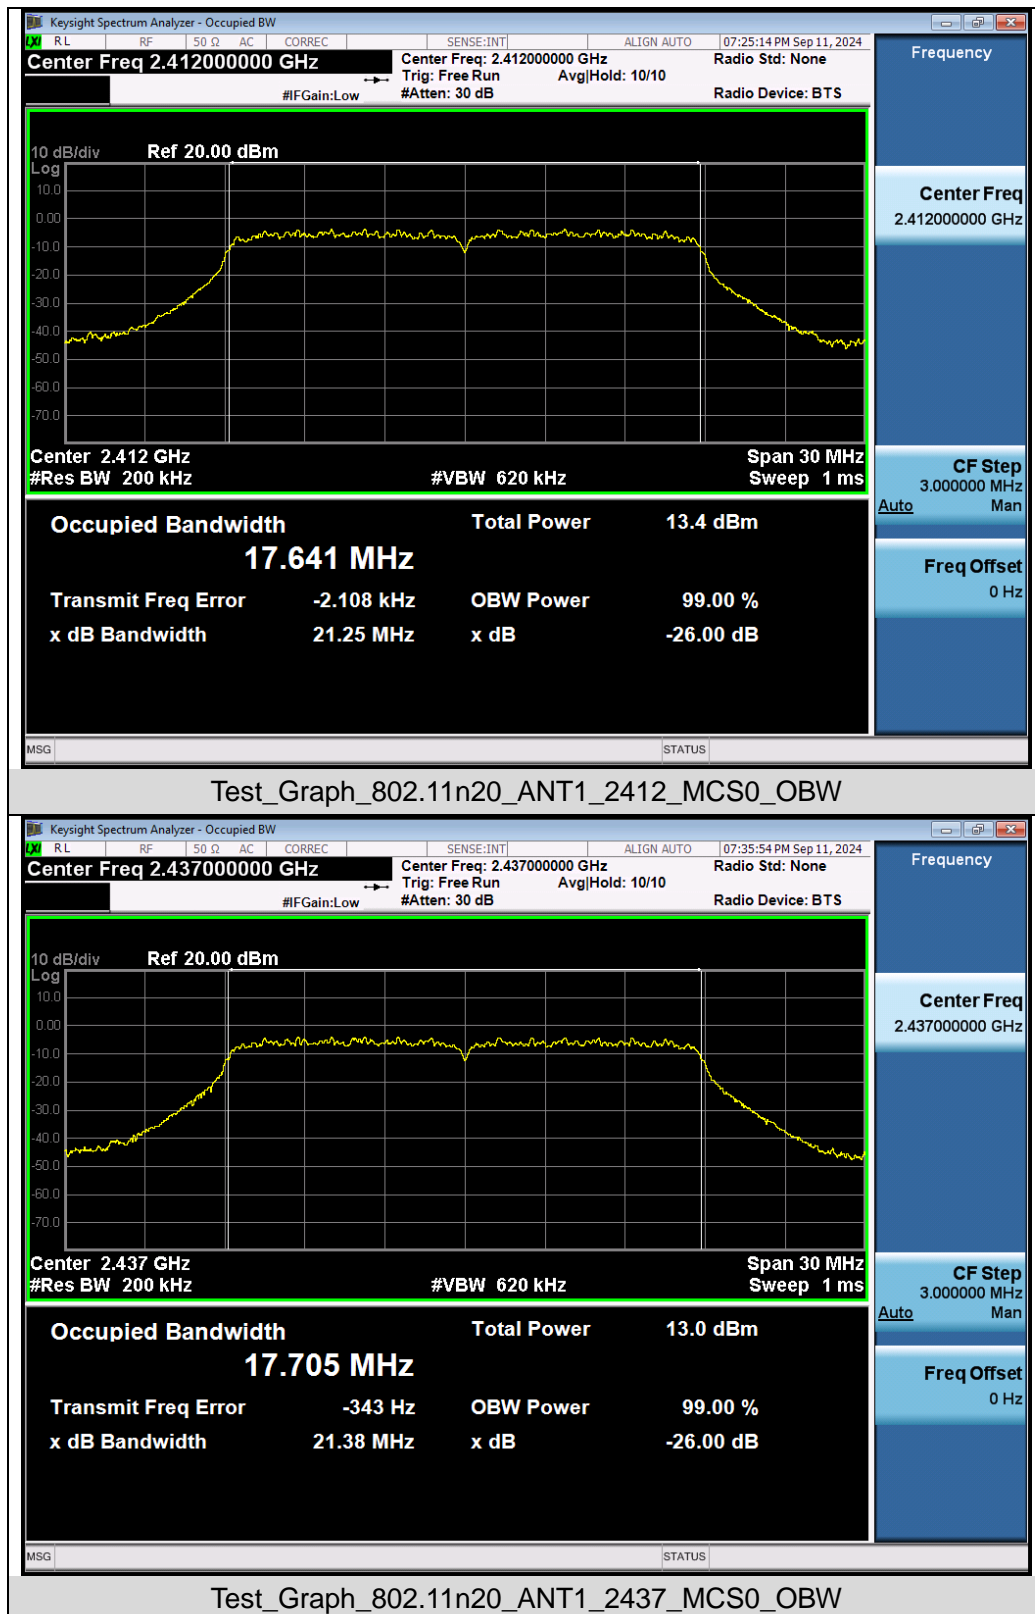 Keysight Spectrum Analyzer - Occupied BW
LXI RL RF 50 Ω AC CORREC SENSE:INT ALIGN AUTO 07:25:14 PM Sep 11, 2024
Center Freq 2.412000000 GHz
Center Freq: 2.412000000 GHz
Radio Std: None
Trig: Free Run Avg|Hold: 10/10
#IFGain:Low #Atten: 30 dB Radio Device: BTS
Frequency
10 dB/div Ref 20.00 dBm
Log
10.0
0.00
-10.0
-20.0
-30.0
-40.0
-50.0
-60.0
-70.0
Center 2.412 GHz Span 30 MHz
#Res BW 200 kHz #VBW 620 kHz Sweep 1 ms
Center Freq
2.412000000 GHz
CF Step
3.000000 MHz
Auto Man
Freq Offset
0 Hz
Occupied Bandwidth Total Power 13.4 dBm
17.641 MHz
Transmit Freq Error -2.108 kHz OBW Power 99.00 %
x dB Bandwidth 21.25 MHz x dB -26.00 dB
MSG STATUS
Test_Graph_802.11n20_ANT1_2412_MCS0_OBW
Keysight Spectrum Analyzer - Occupied BW
LXI RL RF 50 Ω AC CORREC SENSE:INT ALIGN AUTO 07:35:54 PM Sep 11, 2024
Center Freq 2.437000000 GHz
Center Freq: 2.437000000 GHz
Radio Std: None
Trig: Free Run Avg|Hold: 10/10
#IFGain:Low #Atten: 30 dB Radio Device: BTS
Frequency
10 dB/div Ref 20.00 dBm
Log
10.0
0.00
-10.0
-20.0
-30.0
-40.0
-50.0
-60.0
-70.0
Center 2.437 GHz Span 30 MHz
#Res BW 200 kHz #VBW 620 kHz Sweep 1 ms
Center Freq
2.437000000 GHz
CF Step
3.000000 MHz
Auto Man
Freq Offset
0 Hz
Occupied Bandwidth Total Power 13.0 dBm
17.705 MHz
Transmit Freq Error -343 Hz OBW Power 99.00 %
x dB Bandwidth 21.38 MHz x dB -26.00 dB
MSG STATUS
Test_Graph_802.11n20_ANT1_2437_MCS0_OBW